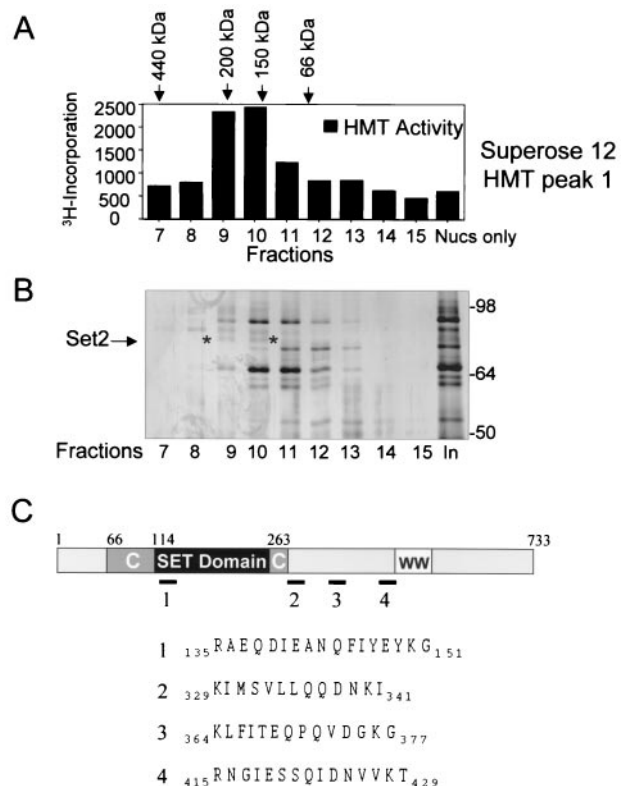 A
440 kDa
200 kDa
150 kDa
66 kDa
2500
2000
1500
1000
500
0
³H-Incorporation
HMT Activity
7 8 9 10 11 12 13 14 15 Nucs only
Fractions
Superose 12
HMT peak 1
B
Set2
*
*
-98
-64
-50
Fractions 7 8 9 10 11 12 13 14 15 In
C
1 66 114 263 733
C SET Domain C WW
1 2 3 4
1 135RAEQDIEANQFIYEYKG151
2 329KIMSVLLQQDNKI341
3 364KLFITEQPQVDGKG377
4 415RNGIESSQIDNVVKT429